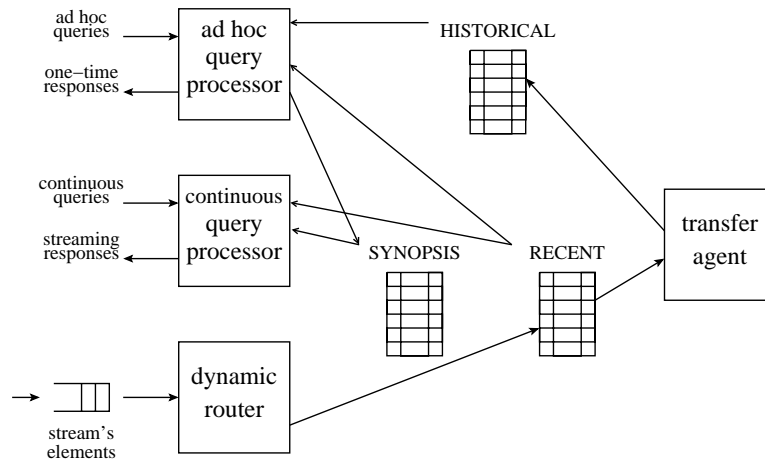 ad hoc
queries
one−time
responses
ad hoc
query
processor
HISTORICAL
continuous
queries
streaming
responses
continuous
query
processor
SYNOPSIS
RECENT
transfer
agent
dynamic
router
stream's
elements